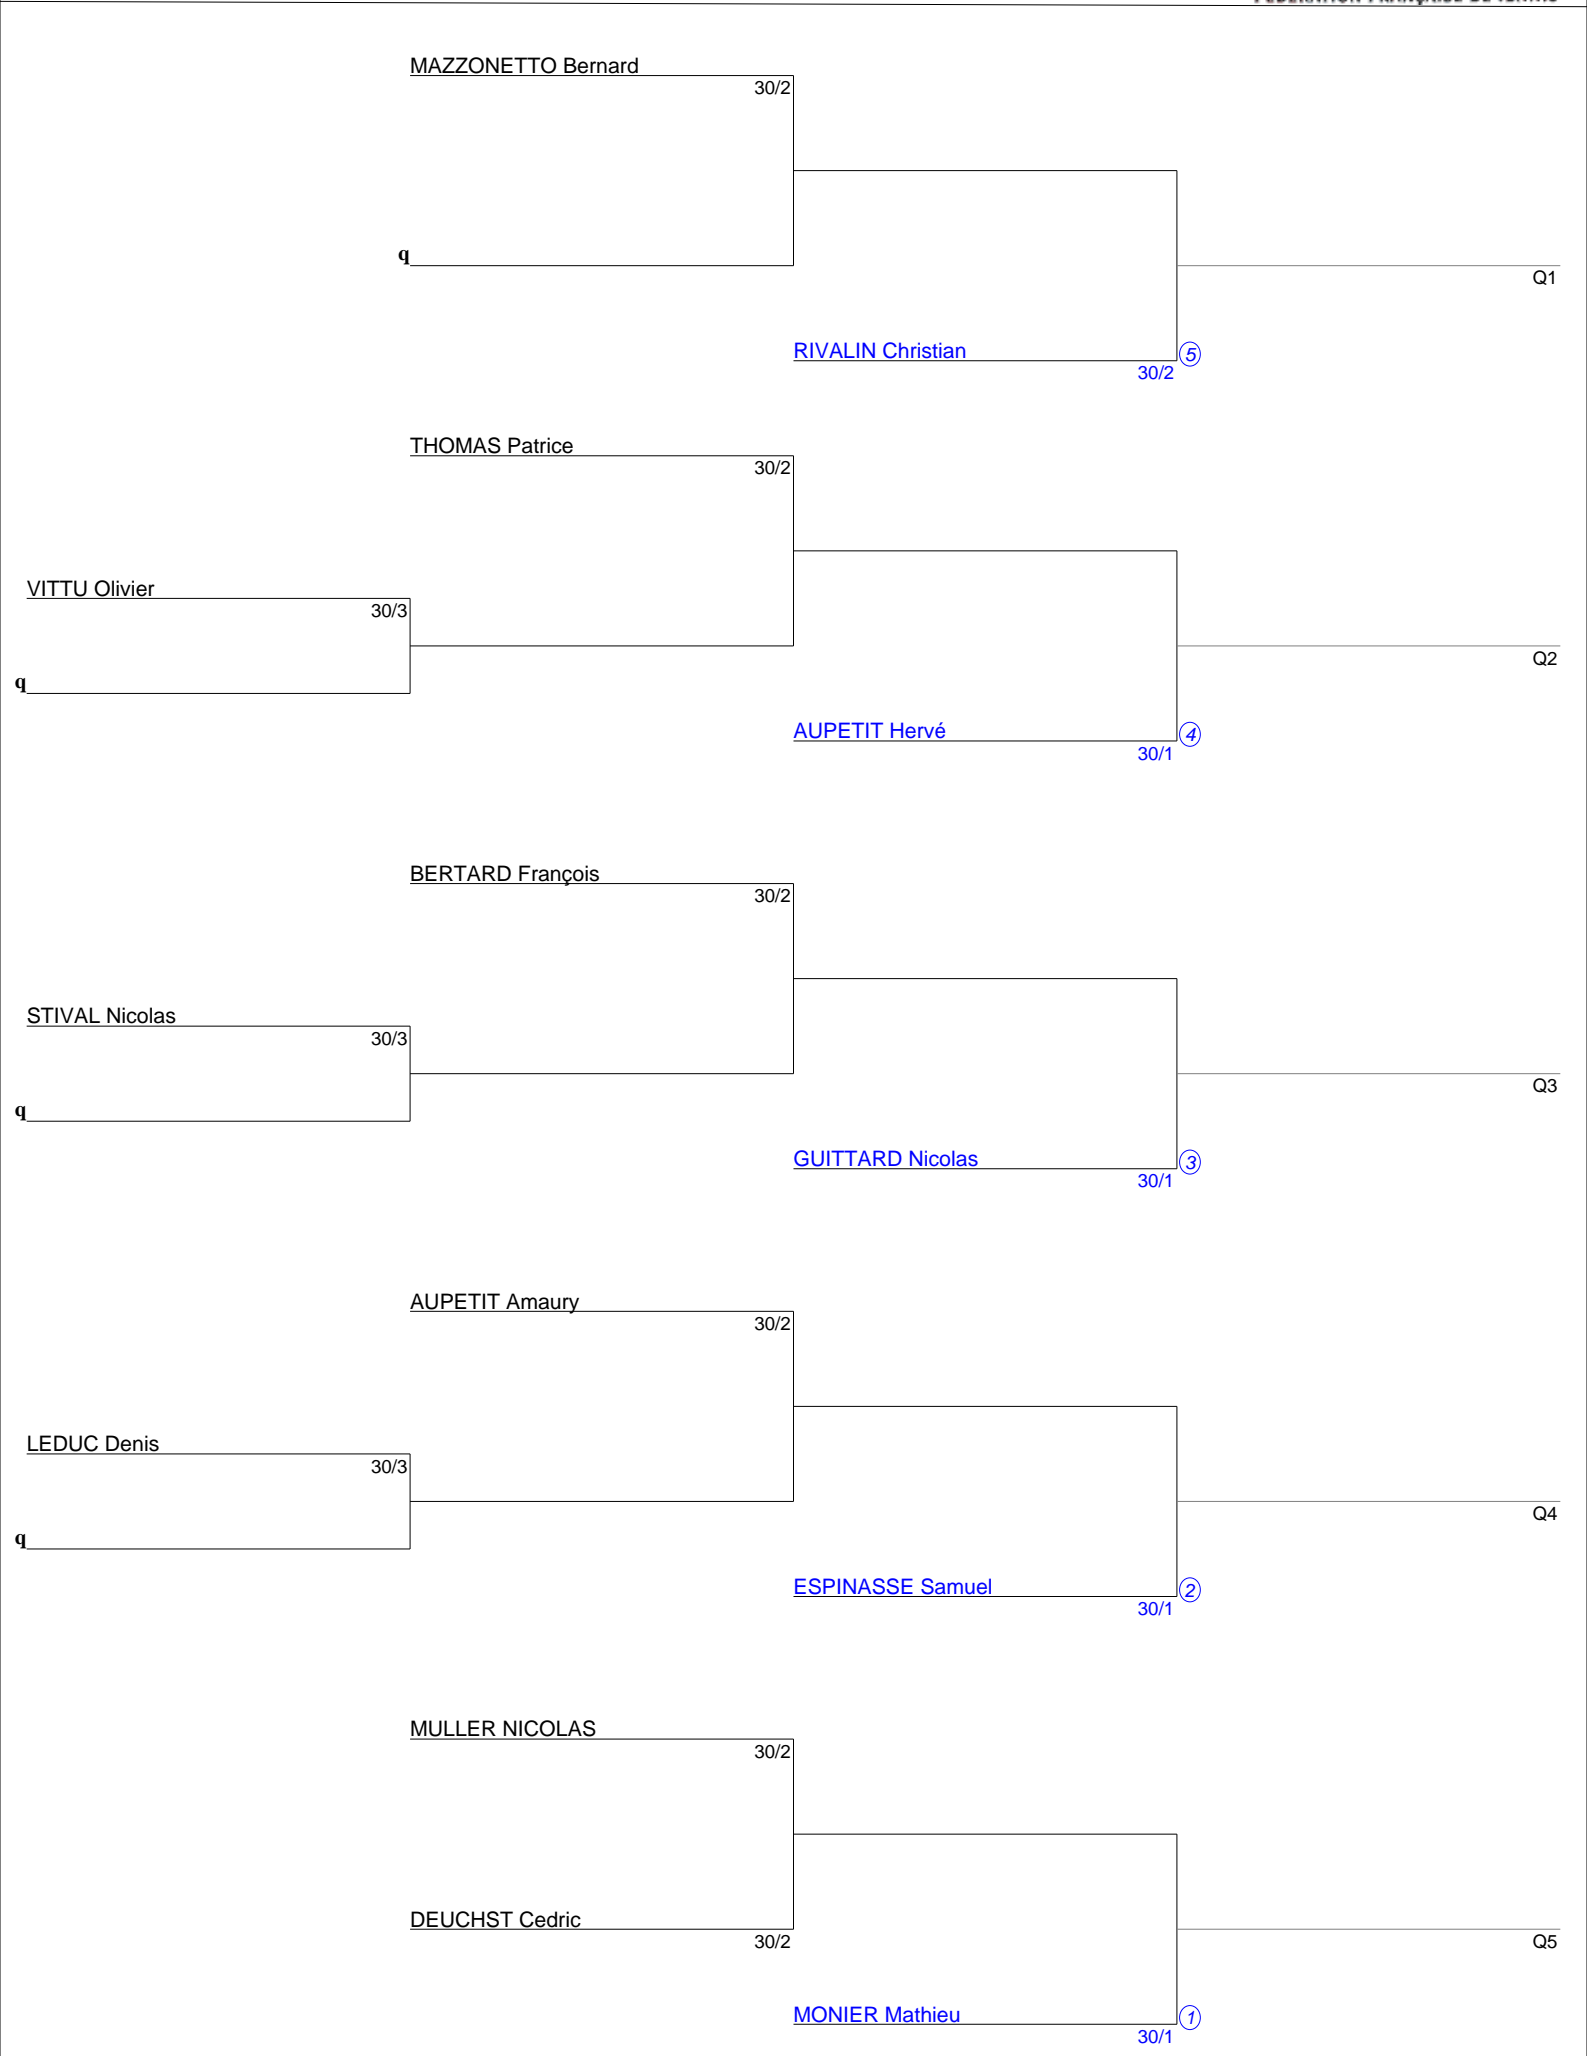 MAZZONETTO Bernard
30/2
q
Q1
RIVALIN Christian
5
30/2
THOMAS Patrice
30/2
VITTU Olivier
30/3
Q2
q
AUPETIT Hervé
4
30/1
BERTARD François
30/2
STIVAL Nicolas
30/3
Q3
q
GUITTARD Nicolas
3
30/1
AUPETIT Amaury
30/2
LEDUC Denis
30/3
Q4
q
ESPINASSE Samuel
2
30/1
MULLER NICOLAS
30/2
DEUCHST Cedric
30/2
Q5
MONIER Mathieu
1
30/1